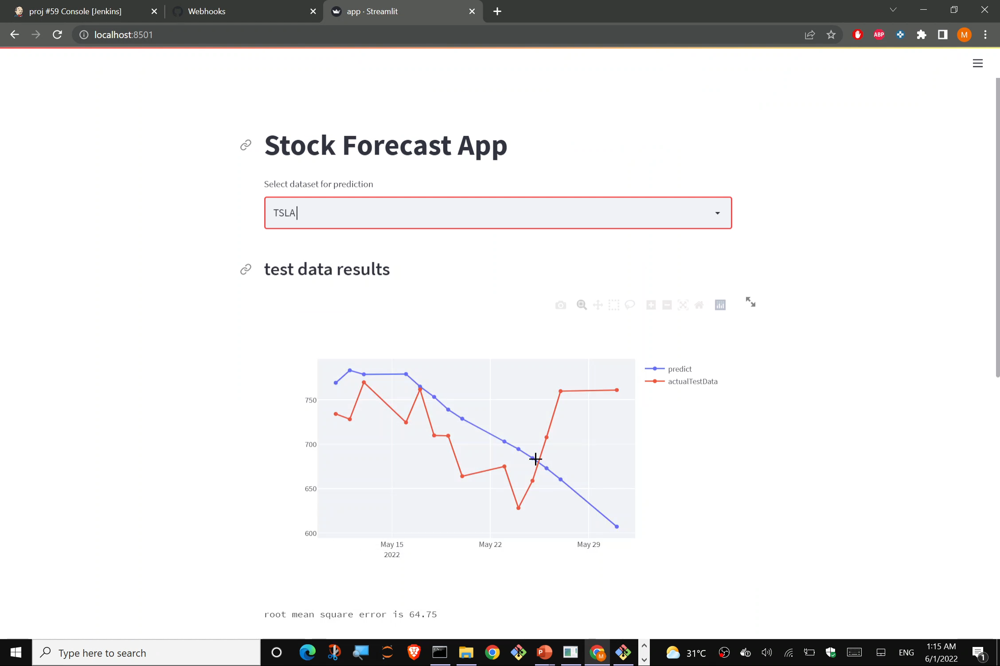 proj #59 Console [Jenkins]
Webhooks
app · Streamlit
localhost:8501
ABP
M
Stock Forecast App
Select dataset for prediction
TSLA
test data results
predict
actualTestData
750
700
650
600
May 15
2022
May 22
May 29
root mean square error is 64.75
Type here to search
31°C
ENG
1:15 AM
6/1/2022
1